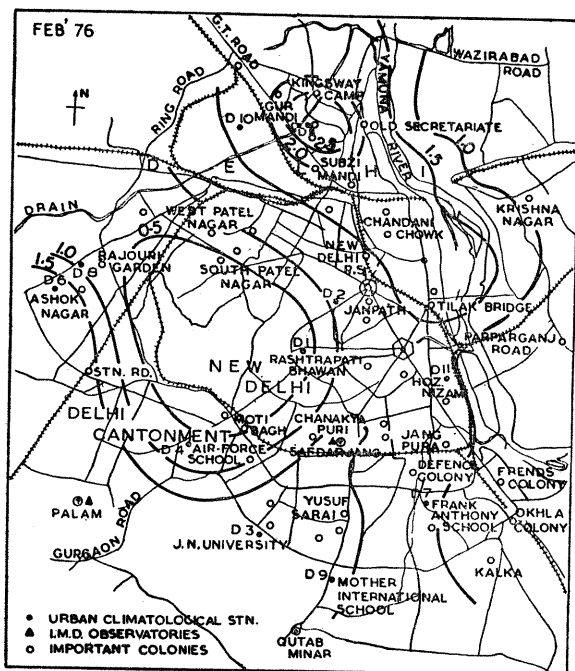 FEB' 76
G.T. ROAD
YAMUNA
WAZIRABAD
ROAD
RING ROAD
N
KINGSWAY
CAMP
GUR
MANDI
D10
OLD SECRETARIATE
2.0
2.5
1.5
1.0
SUBZI
MANDI
RIVER
D E L H I
DRAIN
0.5
WEST PATEL
NAGAR
CHANDANI
CHOWK
KRISHNA
NAGAR
1.5
1.0
D8
RAJOURI
GARDEN
NEW
DELHI
R.S.
D6
ASHOK
NAGAR
SOUTH PATEL
NAGAR
D2
JANPATH
TILAK BRIDGE
PARPARGANJ
ROAD
D1
RASHTRAPATI
BHAWAN
NEW
DELHI
D11
HOZ
NIZAM
STN. RD.
DELHI
CANTONMENT
MOTI
BAGH
CHANAKYA
PURI
SAFDARJANG
JANG
PURA
D4
AIR-FORCE
SCHOOL
DEFENCE
COLONY
FRENDS
COLONY
PALAM
GURGAON ROAD
YUSUF
SARAI
D7
FRANK
ANTHONY
SCHOOL
OKHLA
COLONY
D3
J.N. UNIVERSITY
KALKA
D9
MOTHER
INTERNATIONAL
SCHOOL
QUTAB
MINAR
URBAN CLIMATOLOGICAL STN.
I.M.D. OBSERVATORIES
IMPORTANT COLONIES